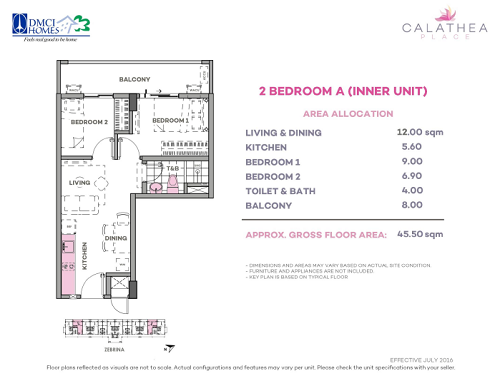 DMCI
HOMES
Feels real good to be home
CALATHEA
PLACE
BALCONY
BEDROOM 2
BEDROOM 1
T&B
LIVING
DINING
KITCHEN
ZEBRINA
2 BEDROOM A (INNER UNIT)
AREA ALLOCATION
LIVING & DINING 12.00 sqm
KITCHEN 5.60
BEDROOM 1 9.00
BEDROOM 2 6.90
TOILET & BATH 4.00
BALCONY 8.00
APPROX. GROSS FLOOR AREA: 45.50 sqm
- DIMENSIONS AND AREAS MAY VARY BASED ON ACTUAL SITE CONDITION.
- FURNITURE AND APPLIANCES ARE NOT INCLUDED.
- KEY PLAN IS BASED ON TYPICAL FLOOR
EFFECTIVE JULY 2016
Floor plans reflected as visuals are not to scale. Actual configurations and features may vary per unit. Please check the unit specifications with your seller.